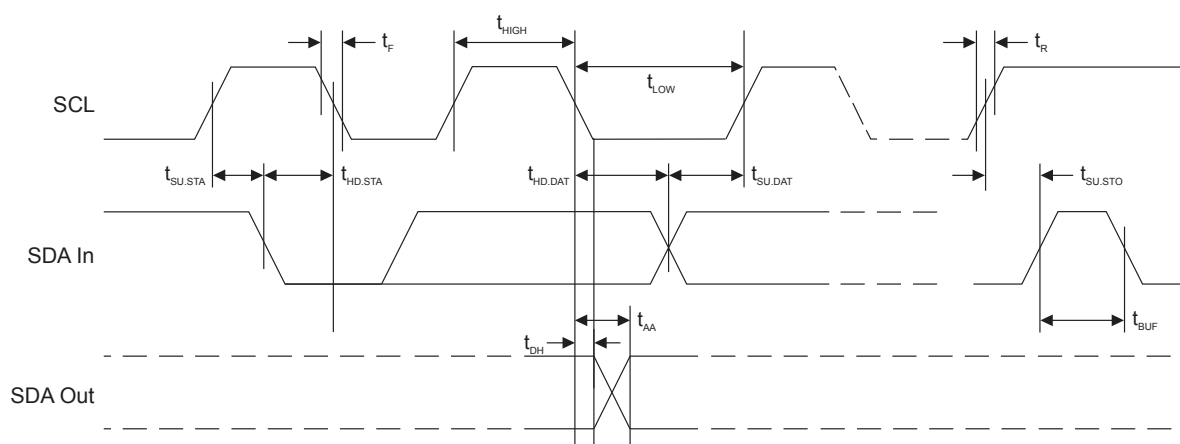 t_HIGH
t_F
t_R
t_LOW
SCL
t_SU.STA
t_HD.STA
t_HD.DAT
t_SU.DAT
t_SU.STO
SDA In
t_AA
t_BUF
t_DH
SDA Out